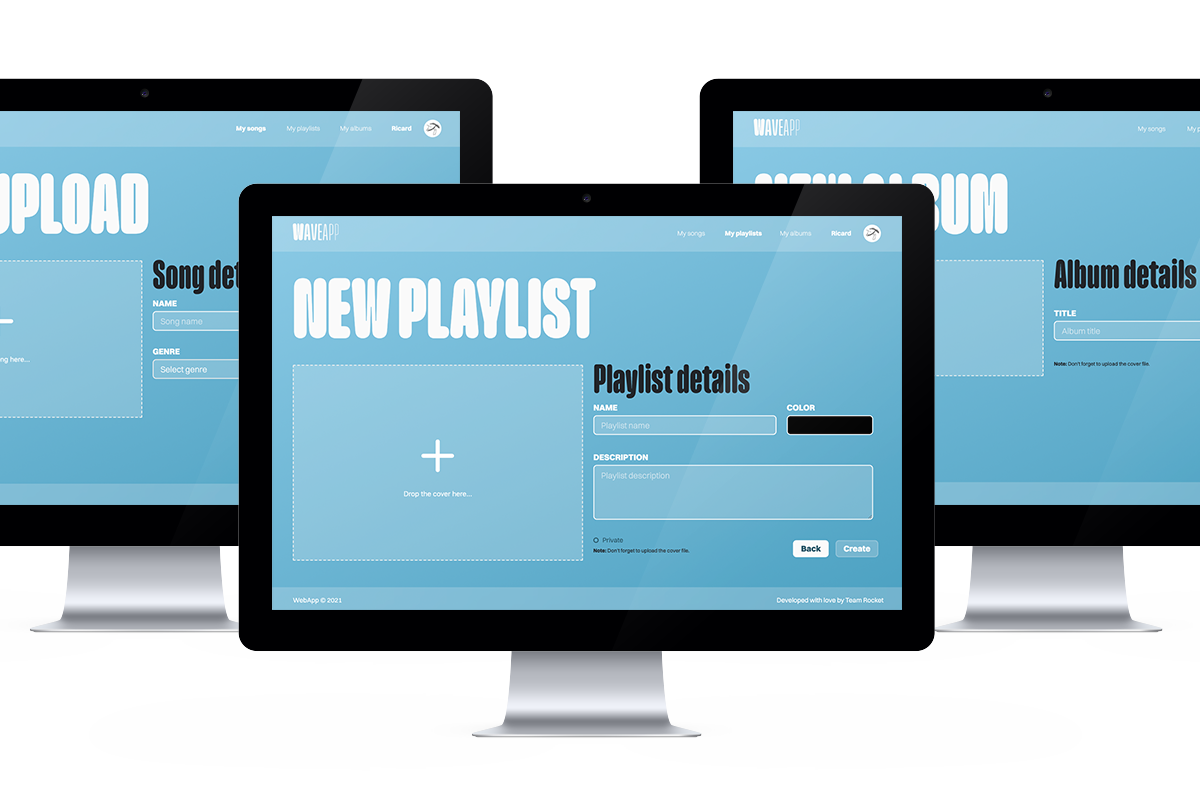 My songs My playlists My albums Ricard
UPLOAD
Song det
NAME
Song name
GENRE
Select genre
ng here...
WAVEAPP
My songs My p
NEW ALBUM
Album details
TITLE
Album title
Note: Don't forget to upload the cover file.
WAVEAPP
My songs My playlists My albums Ricard
NEW PLAYLIST
Playlist details
NAME COLOR
Playlist name
DESCRIPTION
Playlist description
Drop the cover here...
Private
Note: Don't forget to upload the cover file.
Back Create
WebApp © 2021
Developed with love by Team Rocket